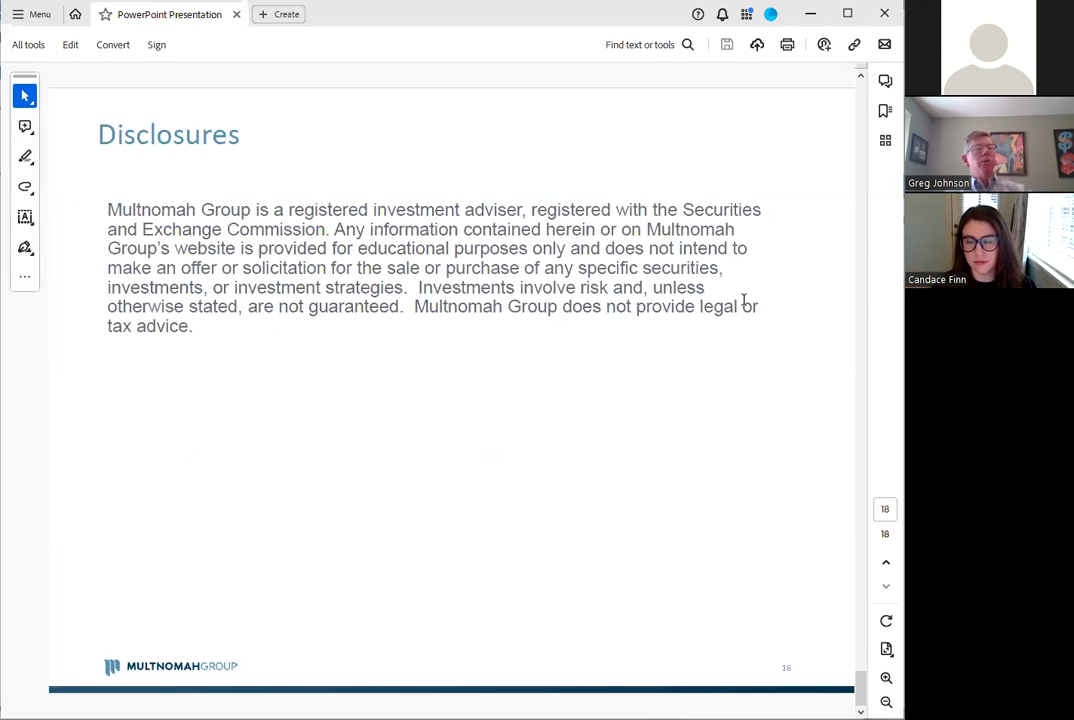 Menu
PowerPoint Presentation
Create
All tools
Edit
Convert
Sign
Find text or tools
Disclosures
Multnomah Group is a registered investment adviser, registered with the Securities
and Exchange Commission. Any information contained herein or on Multnomah
Group's website is provided for educational purposes only and does not intend to
make an offer or solicitation for the sale or purchase of any specific securities,
investments, or investment strategies.  Investments involve risk and, unless
otherwise stated, are not guaranteed.  Multnomah Group does not provide legal or
tax advice.
MULTNOMAHGROUP
18
18
18
Greg Johnson
Candace Finn